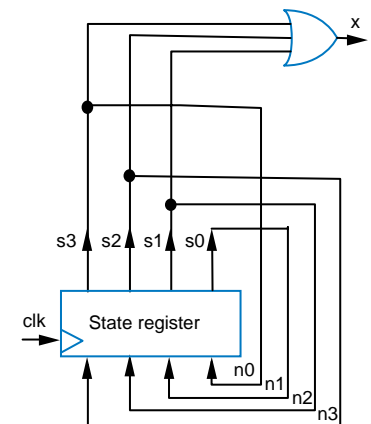 x
s3 s2 s1 s0
clk
State register
n0
n1
n2
n3